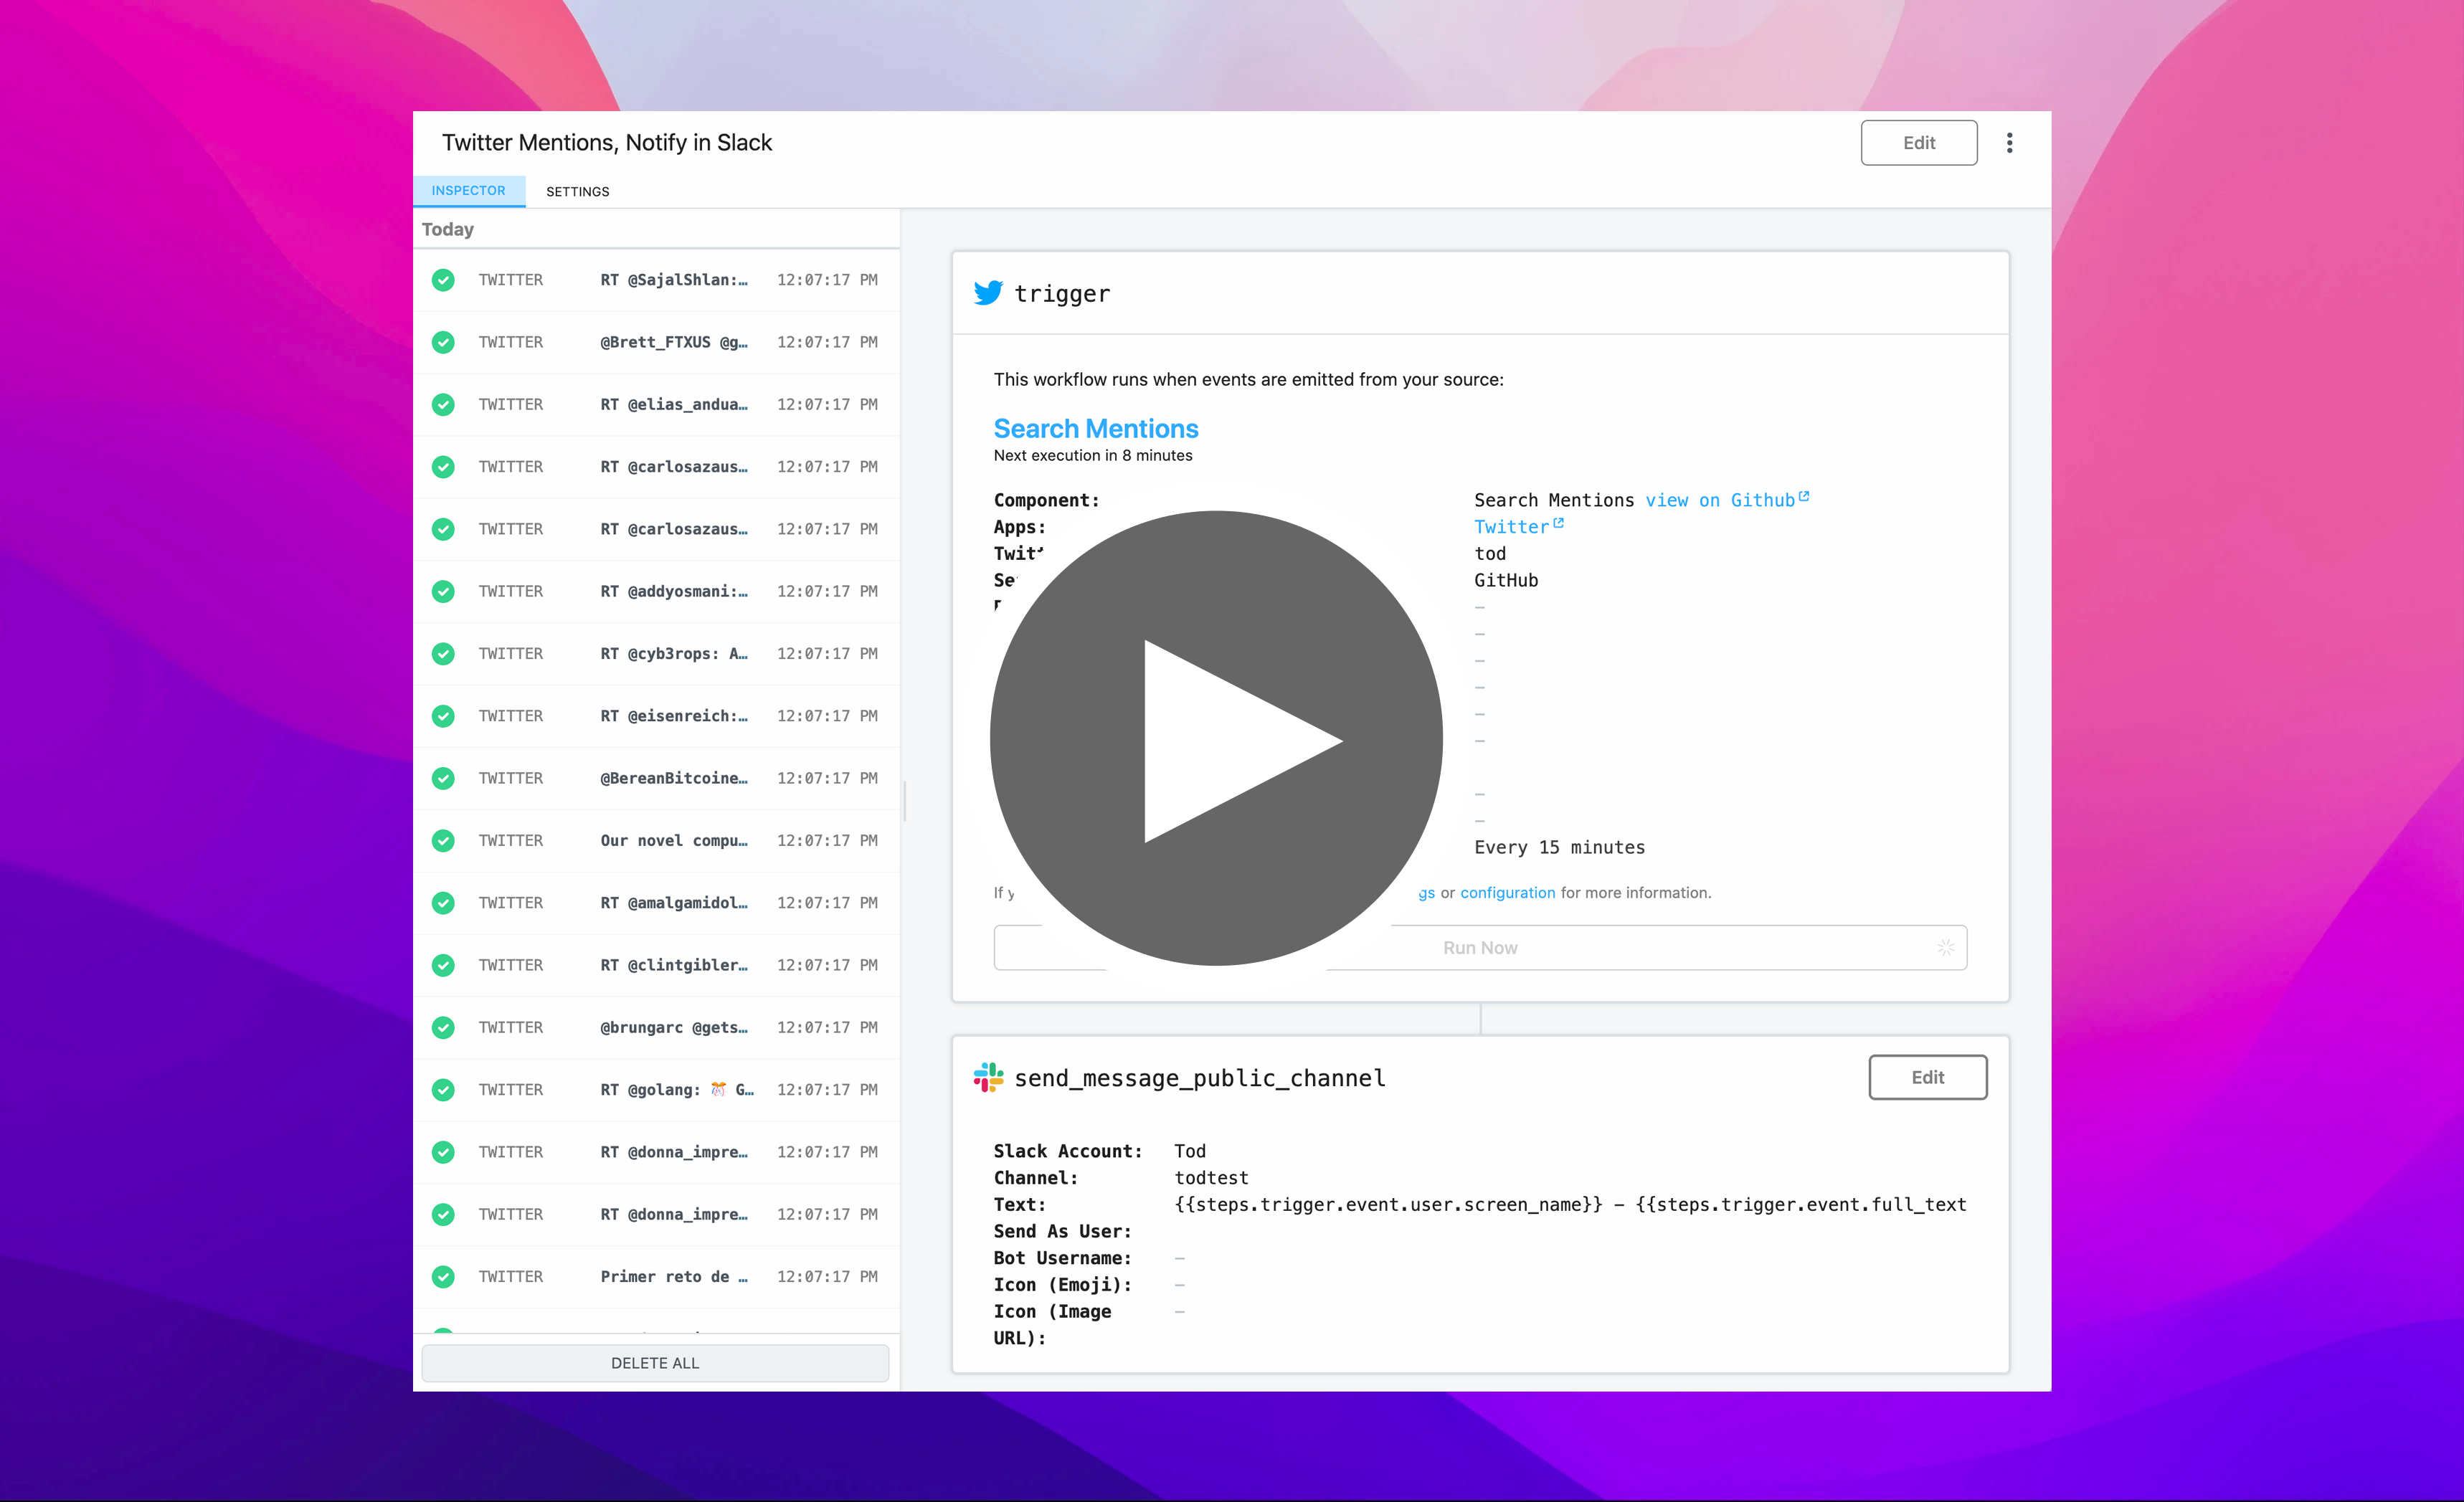 Twitter Mentions, Notify in Slack
Edit
INSPECTOR
SETTINGS
Today
TWITTER RT @SajalShlan:… 12:07:17 PM
TWITTER @Brett_FTXUS @g… 12:07:17 PM
TWITTER RT @elias_andua… 12:07:17 PM
TWITTER RT @carlosazaus… 12:07:17 PM
TWITTER RT @carlosazaus… 12:07:17 PM
TWITTER RT @addyosmani:… 12:07:17 PM
TWITTER RT @cyb3rops: A… 12:07:17 PM
TWITTER RT @eisenreich:… 12:07:17 PM
TWITTER @BereanBitcoine… 12:07:17 PM
TWITTER Our novel compu… 12:07:17 PM
TWITTER RT @amalgamidol… 12:07:17 PM
TWITTER RT @clintgibler… 12:07:17 PM
TWITTER @brungarc @gets… 12:07:17 PM
TWITTER RT @golang: 🎊 G… 12:07:17 PM
TWITTER RT @donna_impre… 12:07:17 PM
TWITTER RT @donna_impre… 12:07:17 PM
TWITTER Primer reto de … 12:07:17 PM
DELETE ALL
trigger
This workflow runs when events are emitted from your source:
Search Mentions
Next execution in 8 minutes
Component: Search Mentions view on Github
Apps: Twitter
tod
GitHub
–
–
–
–
–
–
–
–
Every 15 minutes
If or configuration for more information.
Run Now
send_message_public_channel
Edit
Slack Account: Tod
Channel: todtest
Text: {{steps.trigger.event.user.screen_name}} – {{steps.trigger.event.full_text
Send As User:
Bot Username: –
Icon (Emoji): –
Icon (Image –
URL):